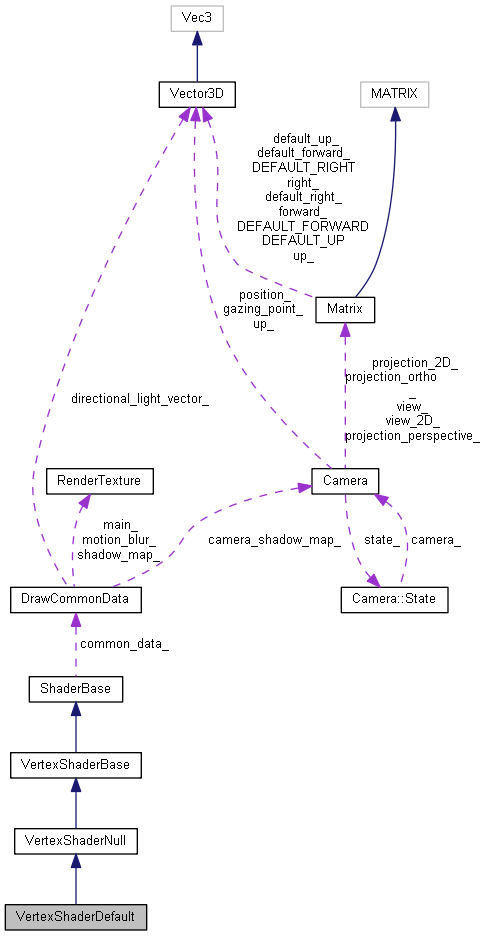 Vec3
Vector3D
MATRIX
default_up_
default_forward_
DEFAULT_RIGHT
right_
default_right_
forward_
DEFAULT_FORWARD
DEFAULT_UP
up_
position_
gazing_point_
up_
Matrix
directional_light_vector_
projection_2D_
projection_ortho
_
view_
view_2D_
projection_perspective_
RenderTexture
Camera
main_
motion_blur_
shadow_map_
camera_shadow_map_
state_
camera_
DrawCommonData
Camera::State
common_data_
ShaderBase
VertexShaderBase
VertexShaderNull
VertexShaderDefault